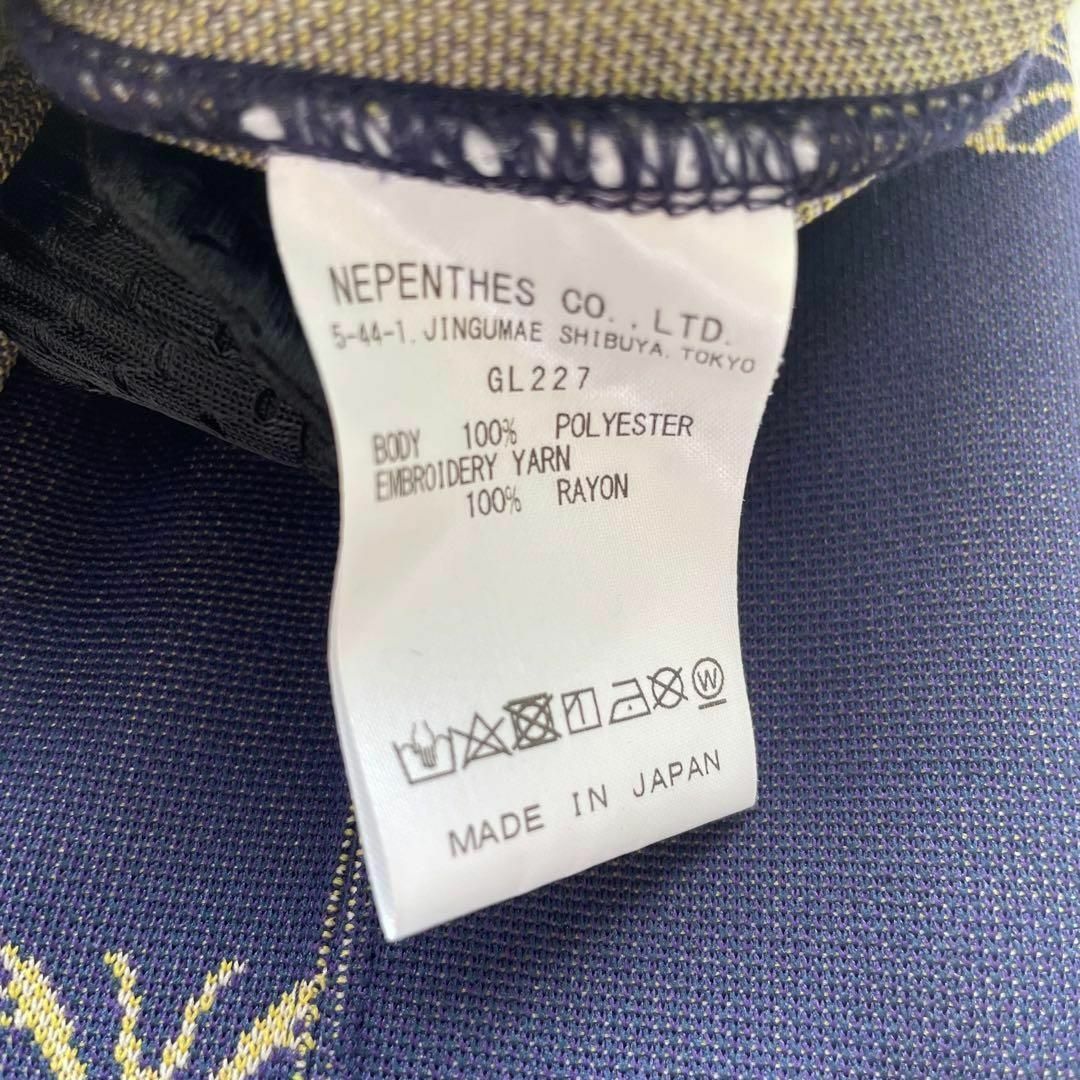 NEPENTHES CO.,LTD.
5-44-1, JINGUMAE SHIBUYA, TOKYO
GL227
BODY 100% POLYESTER
EMBROIDERY YARN
100% RAYON
W
MADE IN JAPAN